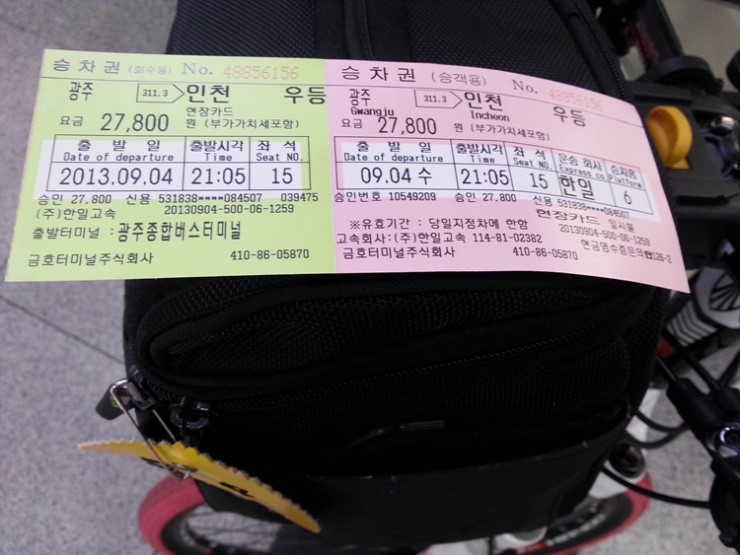 승차권 (회수용) No. 48856156
광주 311.3 인천 우등
현장카드
요금 27,800 원 (부가가치세포함)
출 발 일 출발시각 좌 석
Date of departure Time Seat NO.
2013.09.04 21:05 15
승인 27.800 신용 531838****084507 039475
(주)한일고속 20130904-500-06-1259
출발터미널 : 광주종합버스터미널
금호터미널주식회사 410-86-05870
승차권 (승객용) No. 48856156
광주 311.3 인천 우등
Gwangju Incheon
요금 27,800 원 (부가가치세포함)
출 발 일 출발시각 좌 석 운송 회사 승차홈
Date of departure Time Seat NO. Express co. Platform
09.04 수 21:05 15 한일 6
승인번호 10549209 승인 27.800 신용 531838****084507
현장카드 일시불
※유효기간 : 당일지정차에 한함 20130904-500-06-1259
고속회사:(주)한일고속 114-81-02382 현금영수증문의☎126-2
금호터미널주식회사 410-86-05870